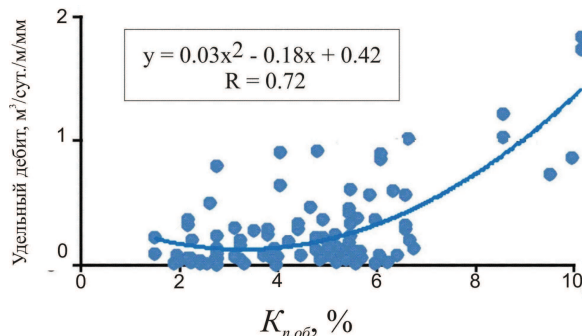 2
y = 0.03x² - 0.18x + 0.42
R = 0.72
1
0
Удельный дебит, м³/сут./м/мм
0 2 4 6 8 10
Kп.об, %